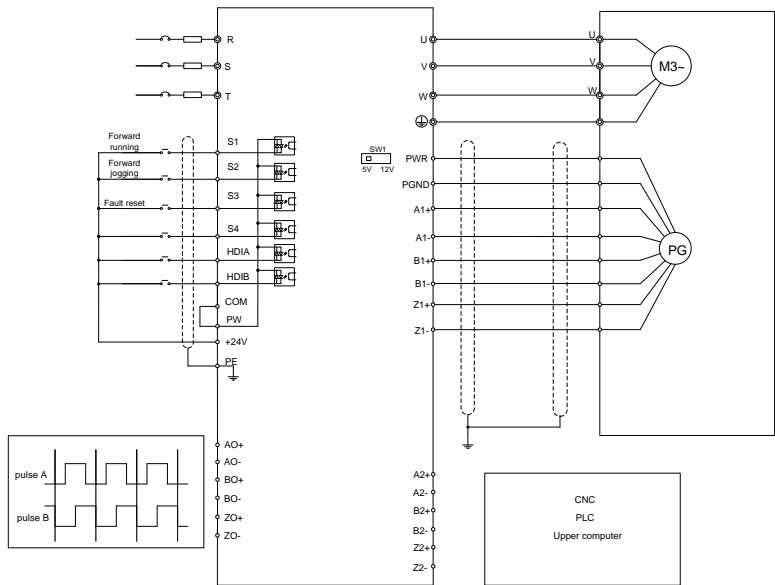 R
S
T
Forward
running
Forward
jogging
Fault reset
S1
S2
S3
S4
HDIA
HDIB
COM
PW
+24V
PE
SW1
5V 12V
U
V
W
PWR
PGND
A1+
A1-
B1+
B1-
Z1+
Z1-
U
V
W
M3~
PG
pulse A
pulse B
AO+
AO-
BO+
BO-
ZO+
ZO-
A2+
A2-
B2+
B2-
Z2+
Z2-
CNC
PLC
Upper computer